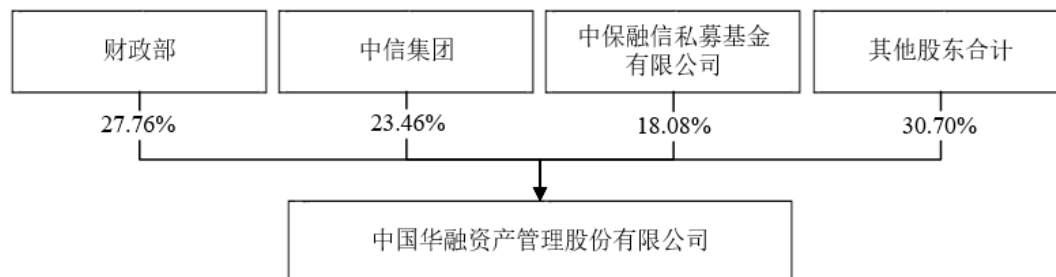 财政部
中信集团
中保融信私募基金
有限公司
其他股东合计
27.76%
23.46%
18.08%
30.70%
中国华融资产管理股份有限公司